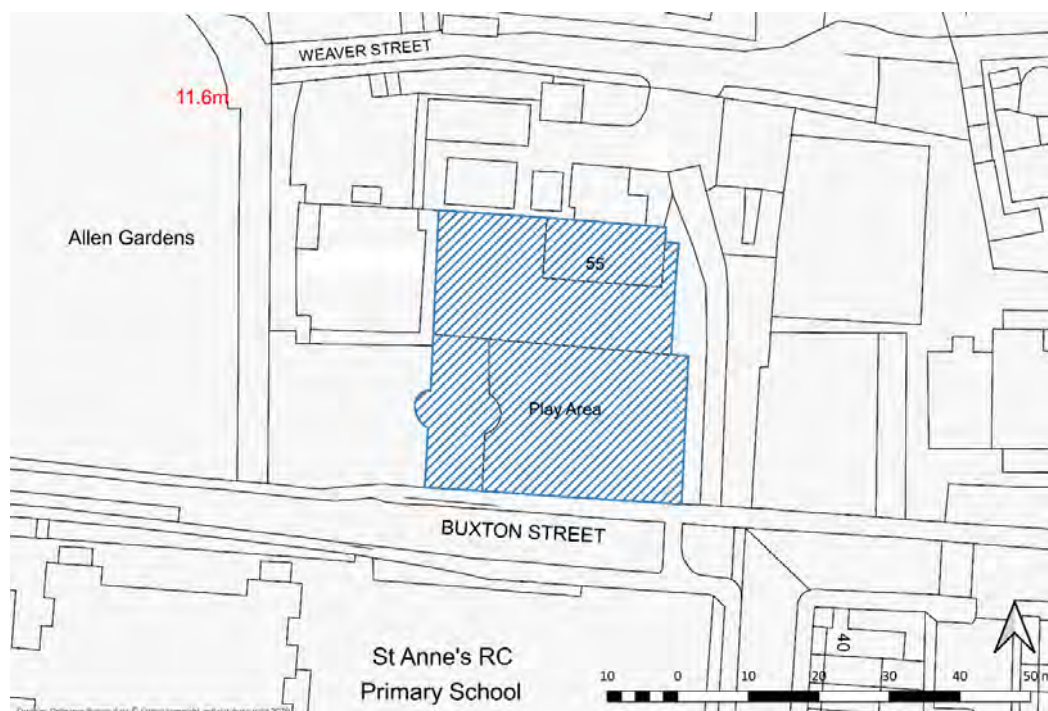 WEAVER STREET
11.6m
Allen Gardens
55
Play Area
BUXTON STREET
St Anne's RC
Primary School
40
10 0 10 20 30 40 50 m